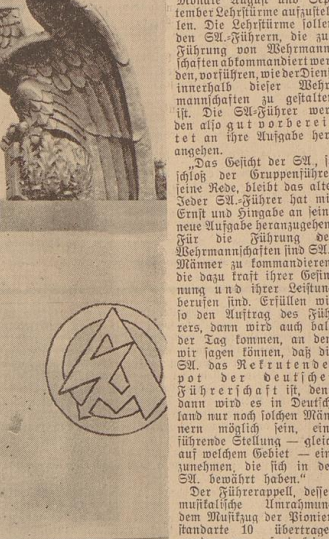 Monate August und Sep
tember Lehrstürme aufzustel
len. Die Lehrstürme solle
den SA.-Führern, die zu
Führung von Wehrmann
schaften abkommandiert wer
den, vorführen, wie der Dien
innerhalb dieser Wehr
mannschaften zu gestalte
ist. Die SA-Führer wer
den also gut vorberei
tet an ihre Aufgabe her
angehen.
„Das Gesicht der SA, s
schloß der Gruppenführe
seine Rede, bleibt das alt
Jeder SA.-Führer hat mi
Ernst und Hingabe an sein
neue Aufgabe heranzugehen
Für die Führung de
Wehrmannschaften sind SA.
Männer zu kommandieren
die dazu kraft ihrer Gesin
nung und ihrer Leistun
berufen sind. Erfüllen wi
so den Auftrag des Füh
rers, dann wird auch bal
der Tag kommen, an den
wir sagen können, daß di
SA. das Rekrutende
pot der deutsche
Führerschaft ist, den
dann wird es in Deutsch
land nur noch solchen Män
nern möglich sein, ein
führende Stellung — gleic
auf welchem Gebiet — ein
zunehmen, die sich in de
SA. bewährt haben.“
Der Führerappell, desse
musikalische Umrahmun
dem Musikzug der Pionier
standarte 10 übertrage
SA